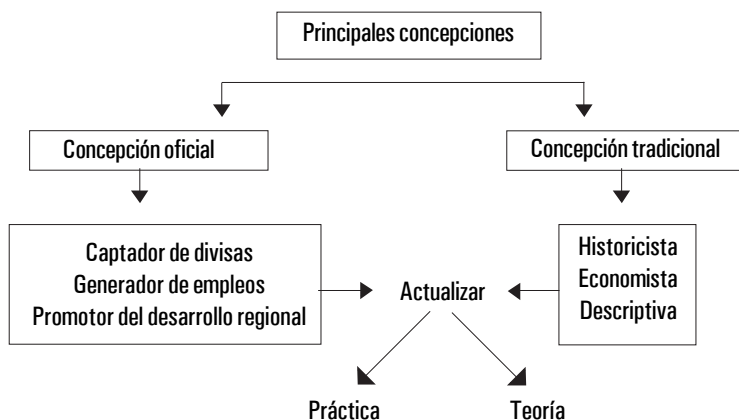 Principales concepciones
Concepción oficial
Concepción tradicional
Captador de divisas
Generador de empleos
Promotor del desarrollo regional
Actualizar
Historicista
Economista
Descriptiva
Práctica
Teoría